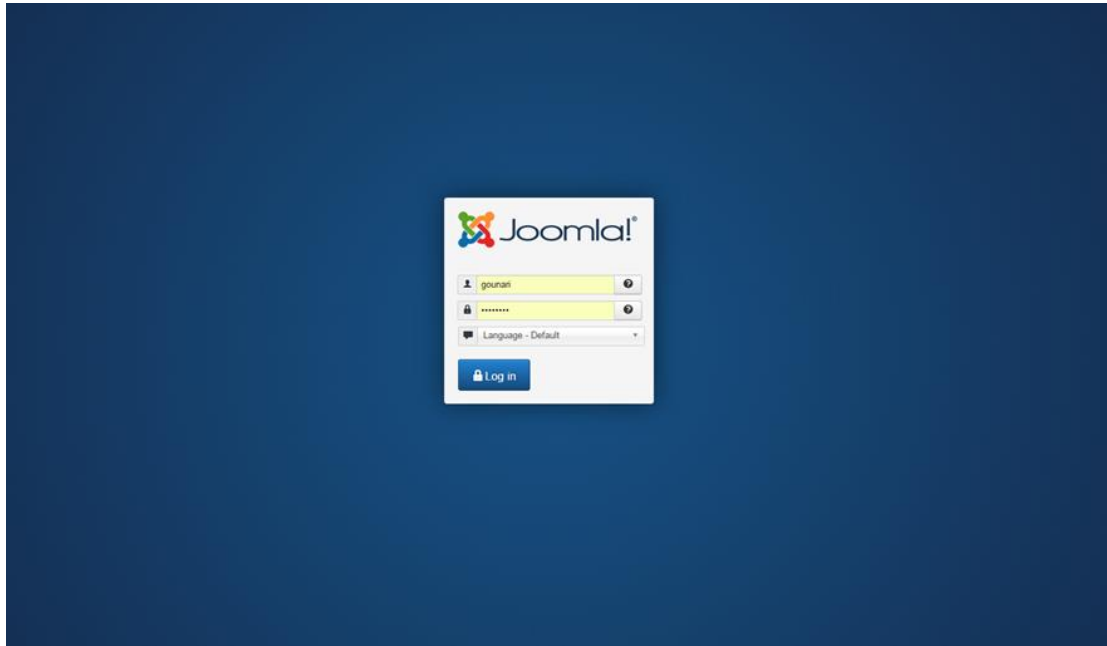 Joomla!®
gounari
••••••••
Language - Default
Log in